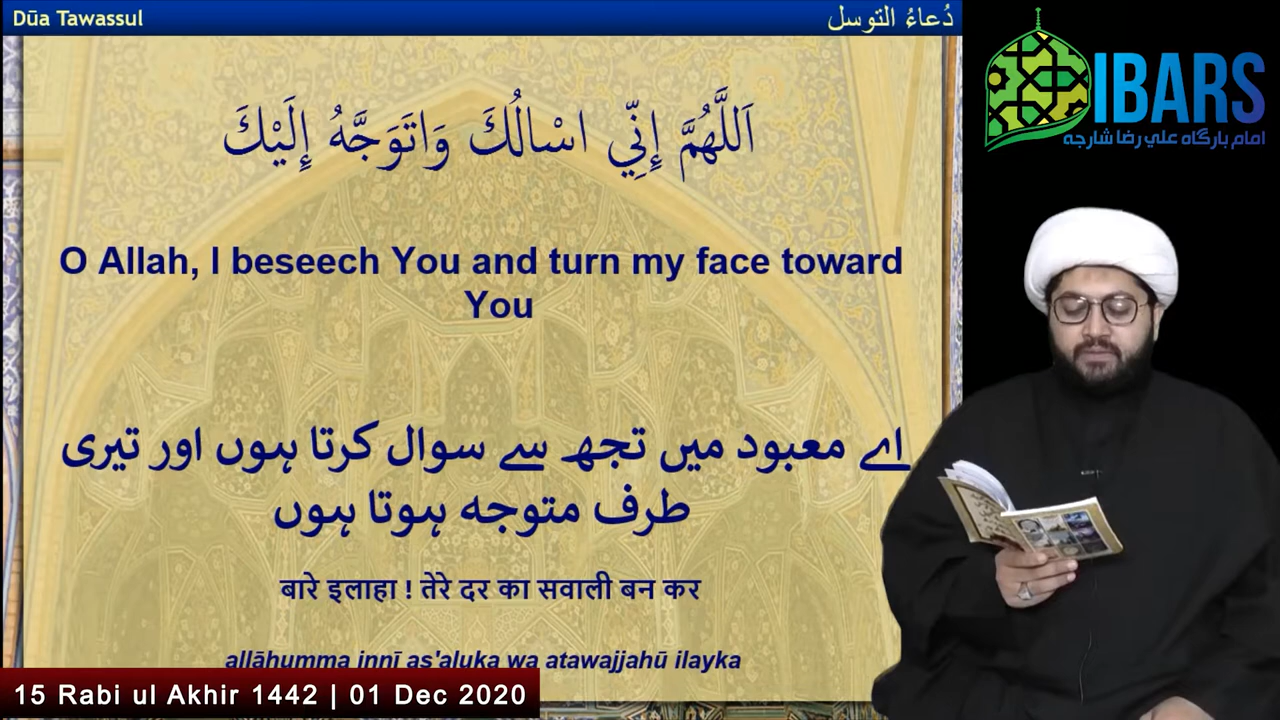 Dūa Tawassul
دُعاءُ التوسل
IBARS
امام بارگاه علي رضا شارجه
اَللَّهُمَّ إِنِّي اسْالُكَ وَاتَوَجَّهُ إِلَيْكَ
O Allah, I beseech You and turn my face toward
You
اے معبود میں تجھ سے سوال کرتا ہوں اور تیری
طرف متوجہ ہوتا ہوں
बारे इलाहा ! तेरे दर का सवाली बन कर
allāhumma innī as'aluka wa atawajjahū ilayka
15 Rabi ul Akhir 1442 | 01 Dec 2020